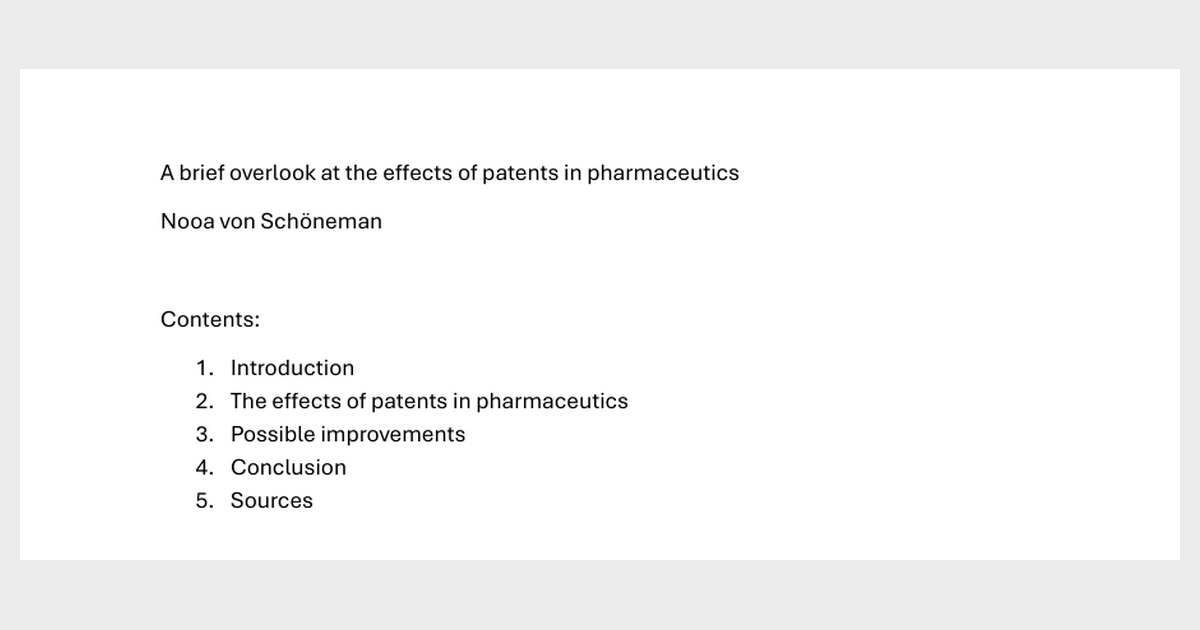 A brief overlook at the effects of patents in pharmaceutics
Nooa von Schöneman
Contents:
1. Introduction
2. The effects of patents in pharmaceutics
3. Possible improvements
4. Conclusion
5. Sources